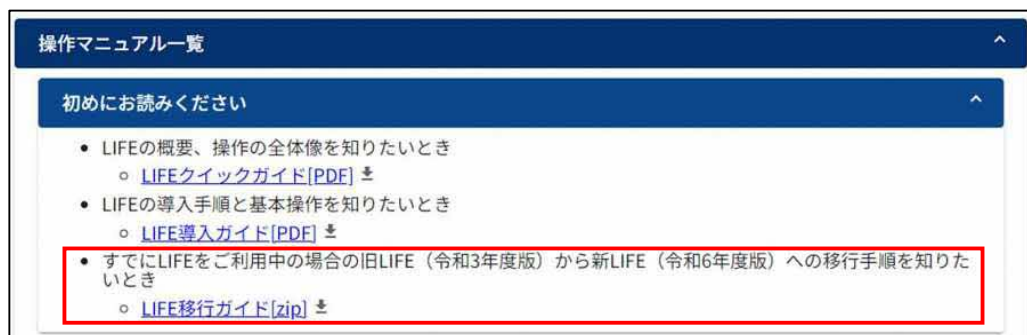 操作マニュアル一覧
初めにお読みください
• LIFEの概要、操作の全体像を知りたいとき
○ LIFEクイックガイド[PDF]
• LIFEの導入手順と基本操作を知りたいとき
○ LIFE導入ガイド[PDF]
• すでにLIFEをご利用中の場合の旧LIFE（令和3年度版）から新LIFE（令和6年度版）への移行手順を知りた
いとき
○ LIFE移行ガイド[zip]